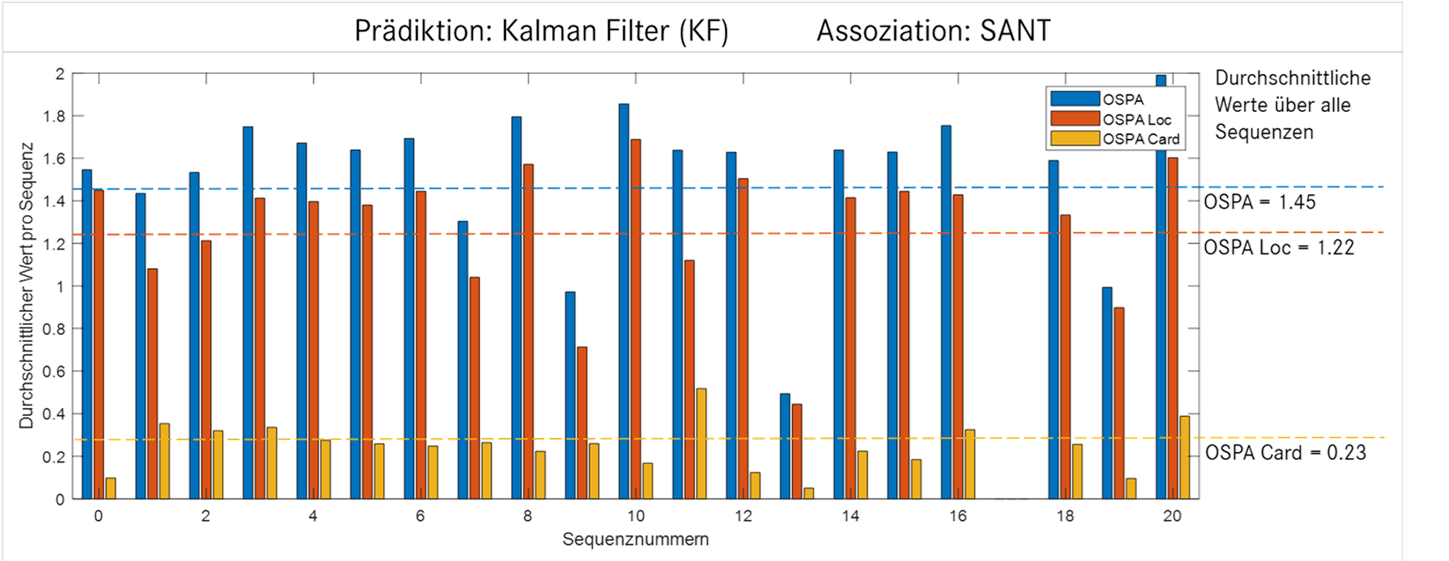 Prädiktion: Kalman Filter (KF) Assoziation: SANT
Durchschnittlicher Wert pro Sequenz
2
1.8
1.6
1.4
1.2
1
0.8
0.6
0.4
0.2
0
0 2 4 6 8 10 12 14 16 18 20
Sequenznummern
OSPA
OSPA Loc
OSPA Card
Durchschnittliche
Werte über alle
Sequenzen
OSPA = 1.45
OSPA Loc = 1.22
OSPA Card = 0.23